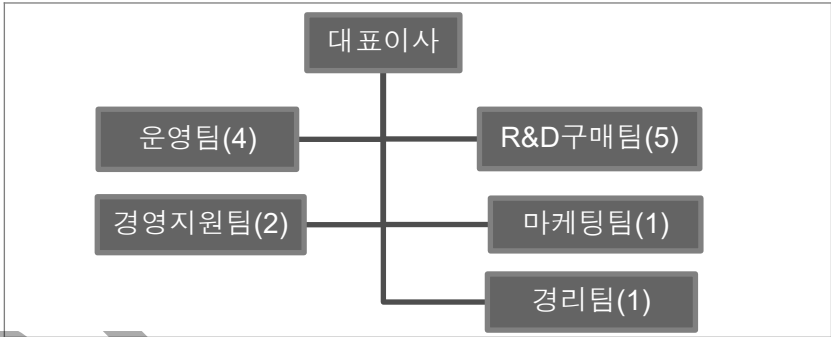 대표이사
운영팀(4)
R&D구매팀(5)
경영지원팀(2)
마케팅팀(1)
경리팀(1)